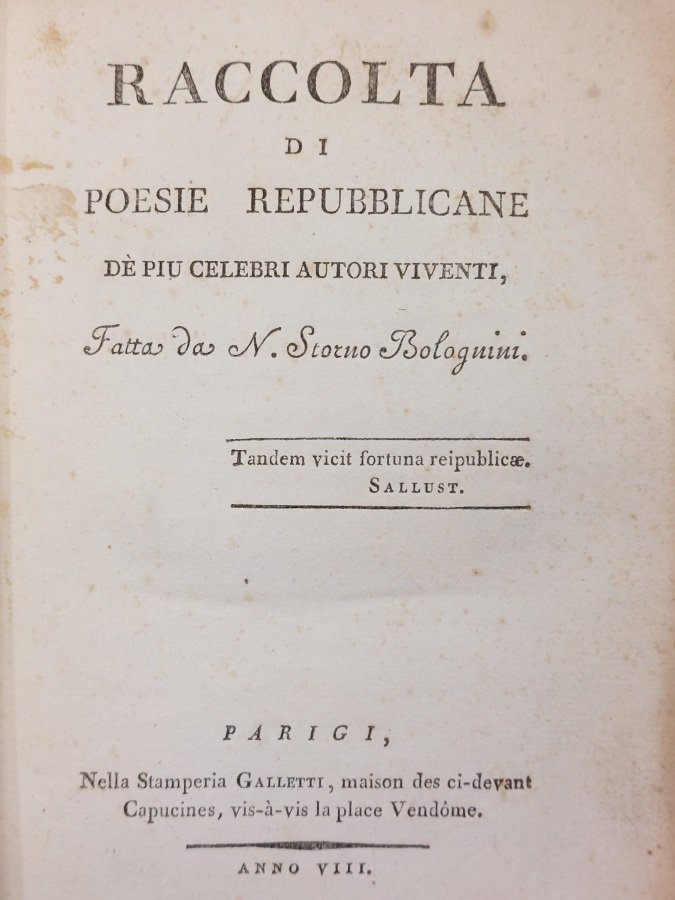 RACCOLTA
DI
POESIE REPUBBLICANE
DÈ PIU CELEBRI AUTORI VIVENTI,
Fatta da N. Storno Bolognini.
Tandem vicit fortuna reipublicæ.
SALLUST.
PARIGI,
Nella Stamperia GALLETTI, maison des ci-devant
Capucines, vis-à-vis la place Vendôme.
ANNO VIII.